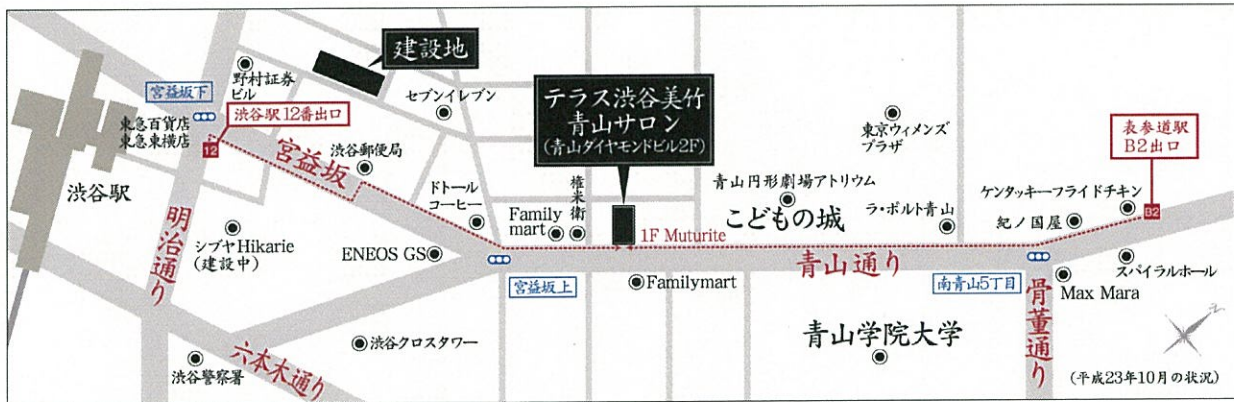 建設地
野村証券
ビル
宮益坂下
渋谷駅12番出口
セブンイレブン
テラス渋谷美竹
青山サロン
(青山ダイヤモンドビル2F)
東急百貨店
東急東横店
12
渋谷駅
宮益坂
渋谷郵便局
ドトール
コーヒー
Family
mart
権米衛
1F Muturite
東京ウィメンズ
プラザ
青山円形劇場アトリウム
こどもの城
ラ・ポルト青山
表参道駅
B2出口
ケンタッキーフライドチキン
紀ノ国屋
B2
明治通り
シブヤHikarie
(建設中)
ENEOS GS
宮益坂上
Familymart
青山通り
南青山5丁目
スパイラルホール
Max Mara
骨董通り
青山学院大学
渋谷クロスタワー
渋谷警察署
六本木通り
(平成23年10月の状況)